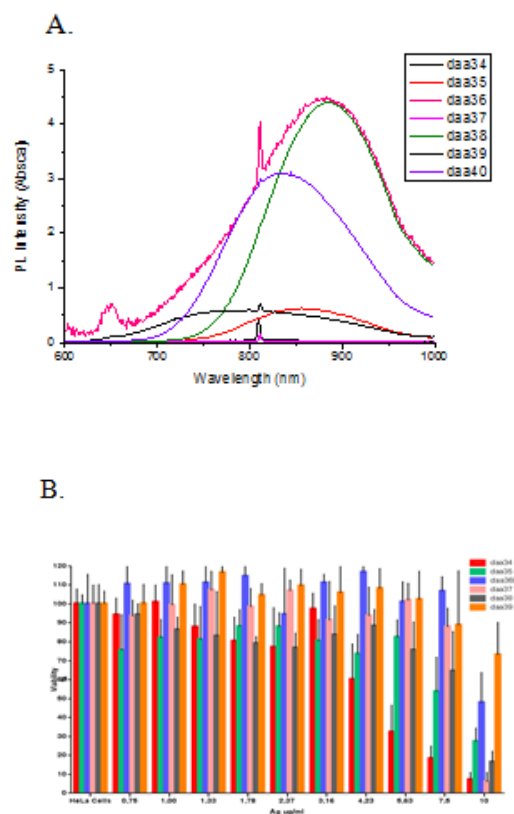 A.
daa34
daa35
daa36
daa37
daa38
daa39
daa40
PL Intensity (Absca)
5
4
3
2
1
0
600 700 800 900 1000
Wavelength (nm)
B.
daa34
daa35
daa36
daa37
daa38
daa39
Viability
120
110
100
90
80
70
60
50
40
30
20
10
0
HeLa Cells 0,75 1,00 1,33 1,78 2,37 3,16 4,23 5,63 7,5 10
Ag µg/ml